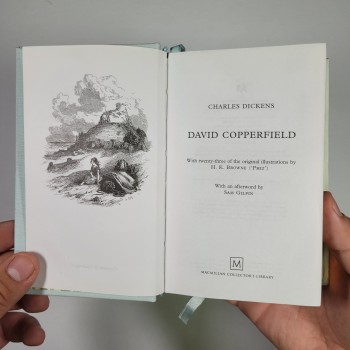 CHARLES DICKENS
DAVID COPPERFIELD
With twenty-three of the original illustrations by
H. K. BROWNE ('PHIZ')
With an afterword by
SAM GILPIN
M
MACMILLAN COLLECTOR'S LIBRARY